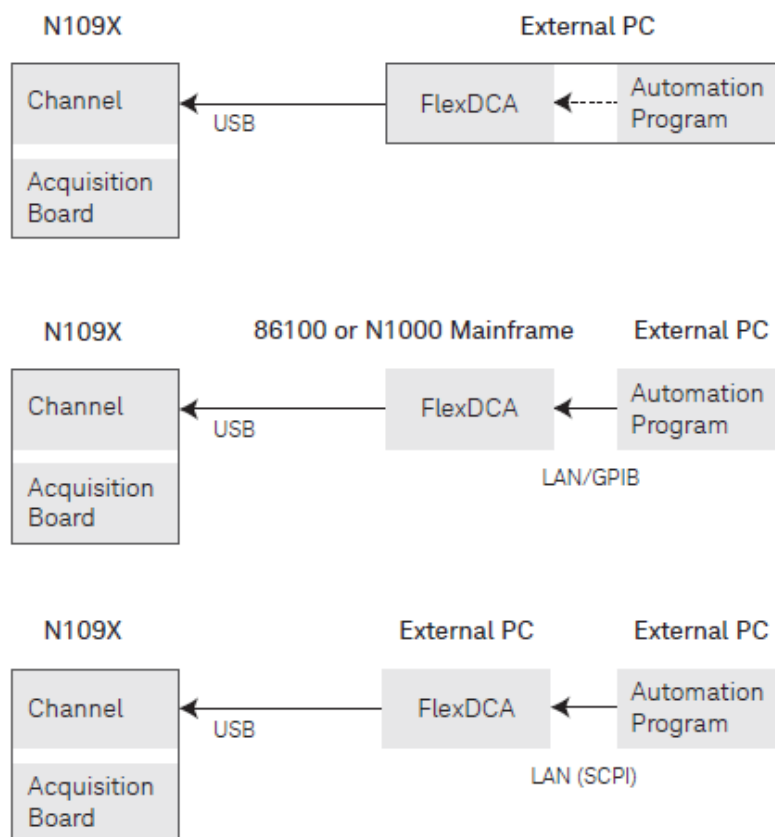 N109X
External PC
Channel
FlexDCA
Automation
Program
USB
Acquisition
Board
N109X
86100 or N1000 Mainframe
External PC
Channel
FlexDCA
Automation
Program
USB
LAN/GPIB
Acquisition
Board
N109X
External PC
External PC
Channel
FlexDCA
Automation
Program
USB
LAN (SCPI)
Acquisition
Board